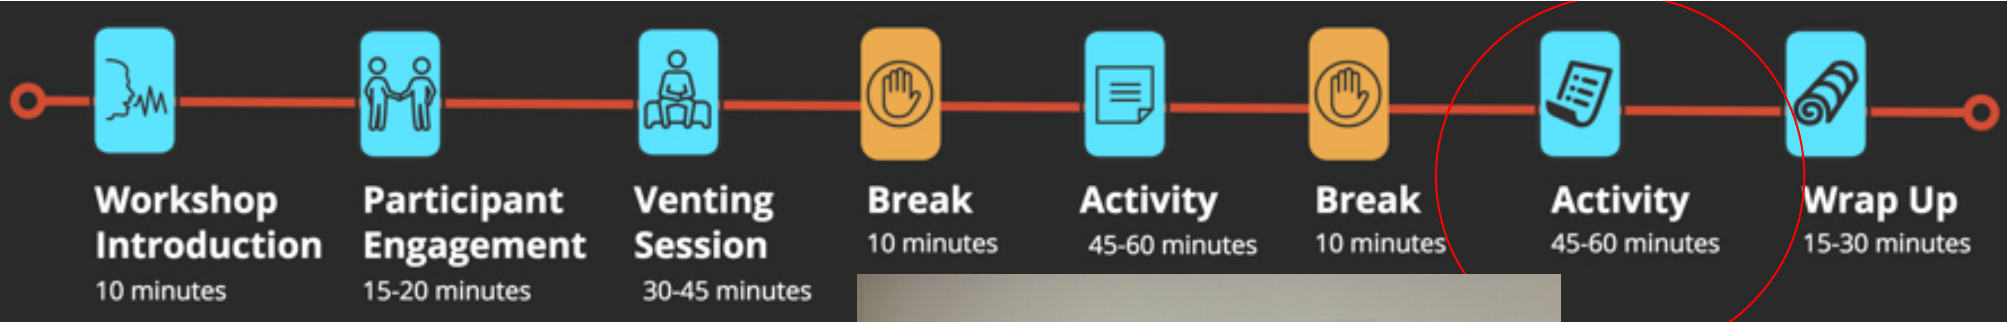 Workshop
Introduction
10 minutes
Participant
Engagement
15-20 minutes
Venting
Session
30-45 minutes
Break
10 minutes
Activity
45-60 minutes
Break
10 minutes
Activity
45-60 minutes
Wrap Up
15-30 minutes